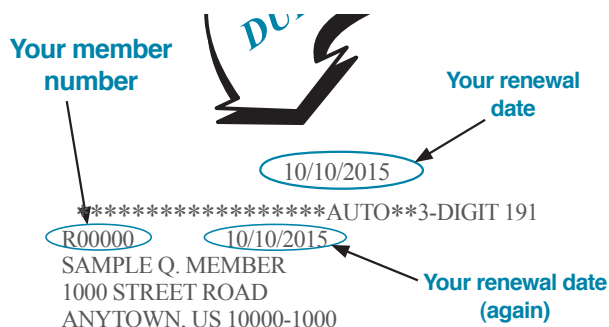 DU
Your member
number
Your renewal
date
10/10/2015
******************AUTO**3-DIGIT 191
R00000 10/10/2015
SAMPLE Q. MEMBER
1000 STREET ROAD
ANYTOWN, US 10000-1000
Your renewal date
(again)